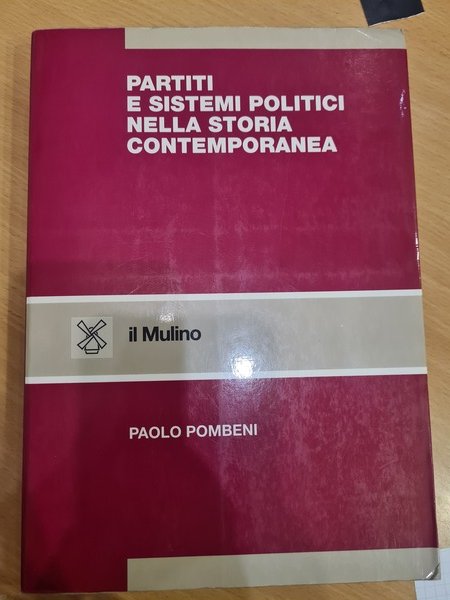 PARTITI
E SISTEMI POLITICI
NELLA STORIA
CONTEMPORANEA
il Mulino
PAOLO POMBENI